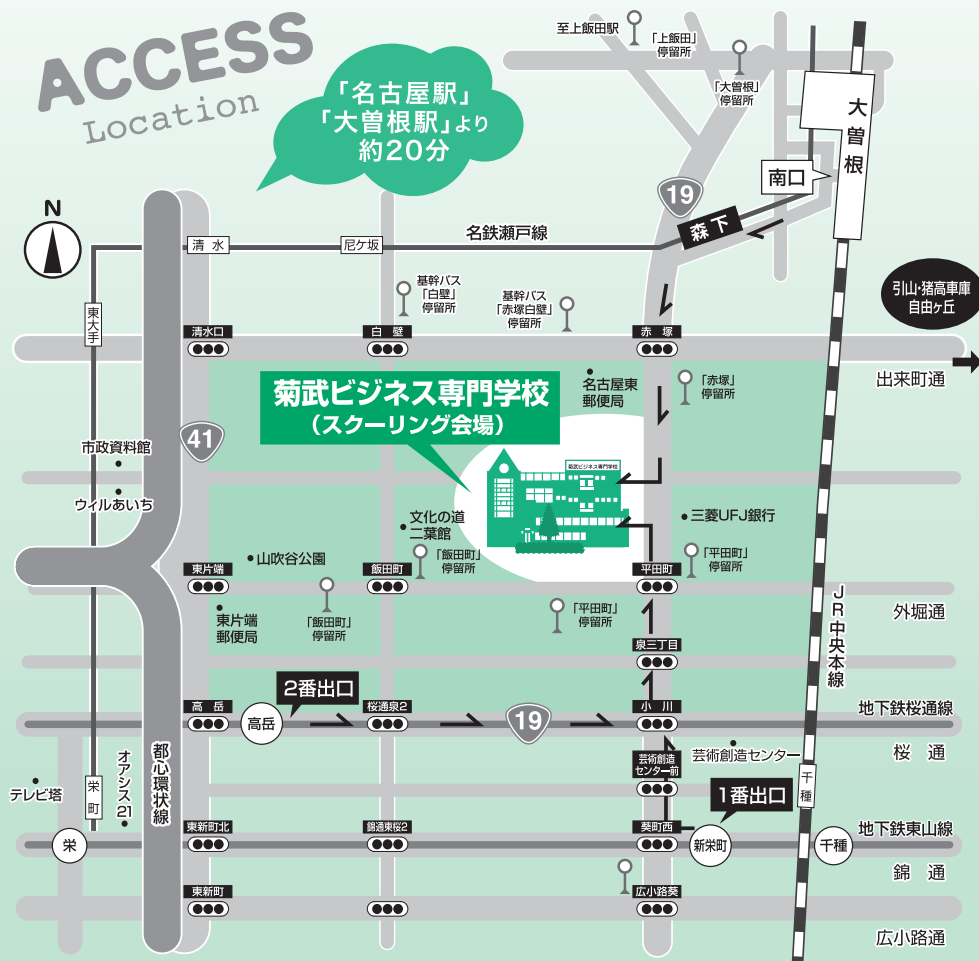 ACCESS
Location
「名古屋駅」
「大曽根駅」より
約20分
至上飯田駅
「上飯田」
停留所
「大曽根」
停留所
大曽根
南口
19
森下
N
清水
尼ケ坂
名鉄瀬戸線
東大手
基幹バス
「白壁」
停留所
基幹バス
「赤塚白壁」
停留所
引山・猪高車庫
自由ヶ丘
清水口
白壁
赤塚
出来町通
名古屋東
郵便局
「赤塚」
停留所
菊武ビジネス専門学校
（スクーリング会場）
41
菊武ビジネス専門学校
市政資料館
ウィルあいち
文化の道
二葉館
三菱UFJ銀行
山吹谷公園
「飯田町」
停留所
「平田町」
停留所
東片端
飯田町
平田町
東片端
郵便局
「飯田町」
停留所
「平田町」
停留所
外堀通
JR中央本線
泉三丁目
2番出口
高岳
高岳
桜通泉2
19
小川
地下鉄桜通線
桜通
都心環状線
オアシス21
テレビ塔
栄町
芸術創造
センター前
芸術創造センター
千種
1番出口
東新町北
錦通東桜2
葵町西
地下鉄東山線
栄
新栄町
千種
錦通
東新町
広小路葵
広小路通